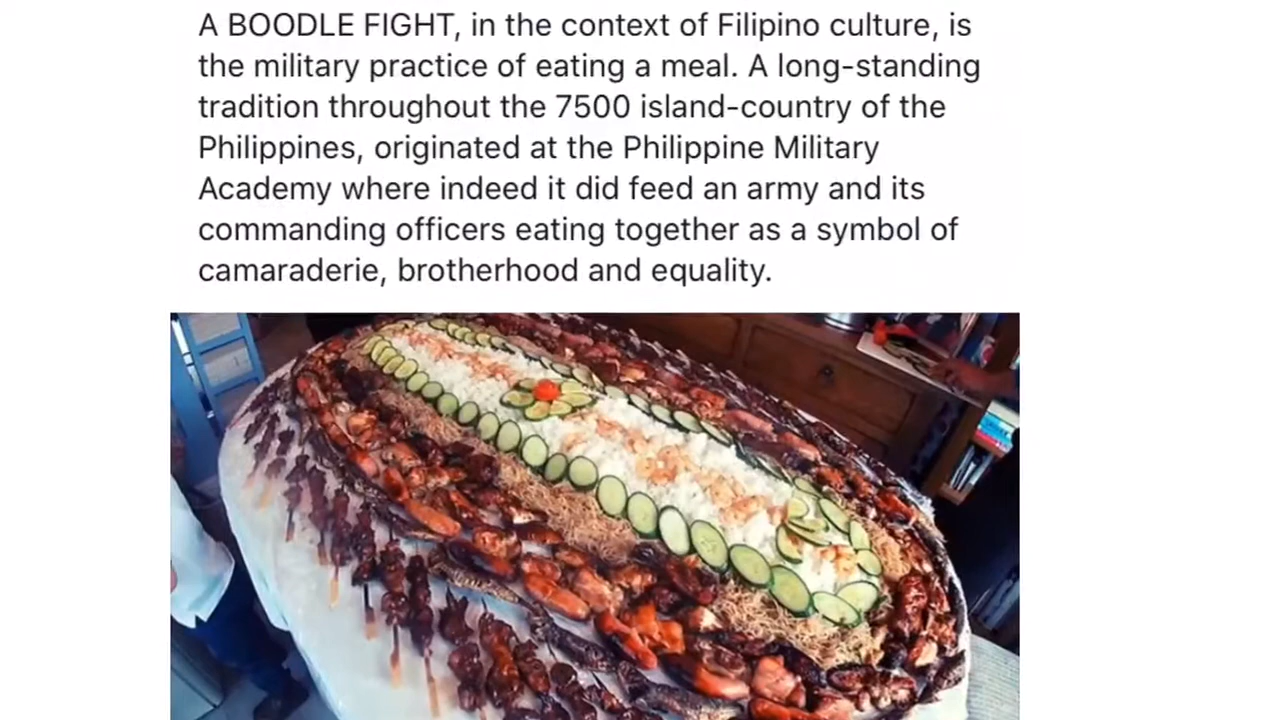 A BOODLE FIGHT, in the context of Filipino culture, is
the military practice of eating a meal. A long-standing
tradition throughout the 7500 island-country of the
Philippines, originated at the Philippine Military
Academy where indeed it did feed an army and its
commanding officers eating together as a symbol of
camaraderie, brotherhood and equality.